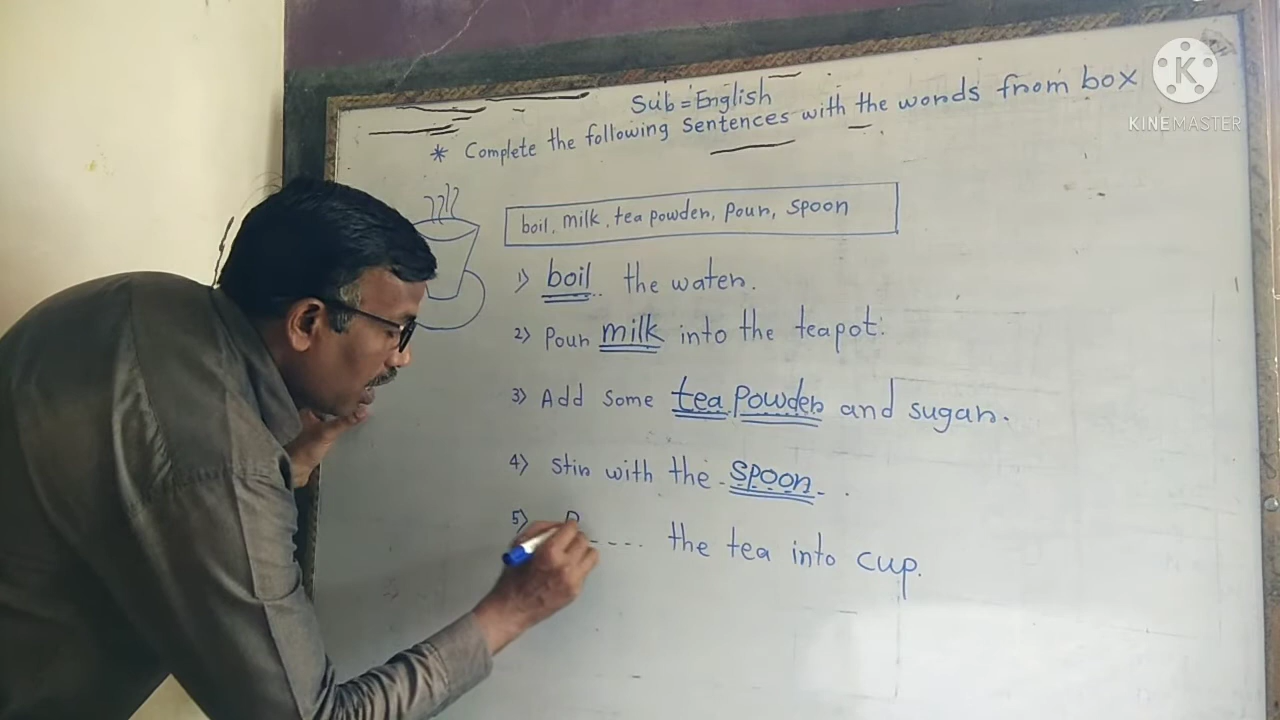 Sub = English
* Complete the following Sentences with the words from box
boil, milk, tea powder, pour, spoon
1) boil the water.
2) Pour milk into the teapot.
3) Add some tea powder and sugar.
4) Stir with the spoon.
5) P---- the tea into cup.
K
KINEMASTER